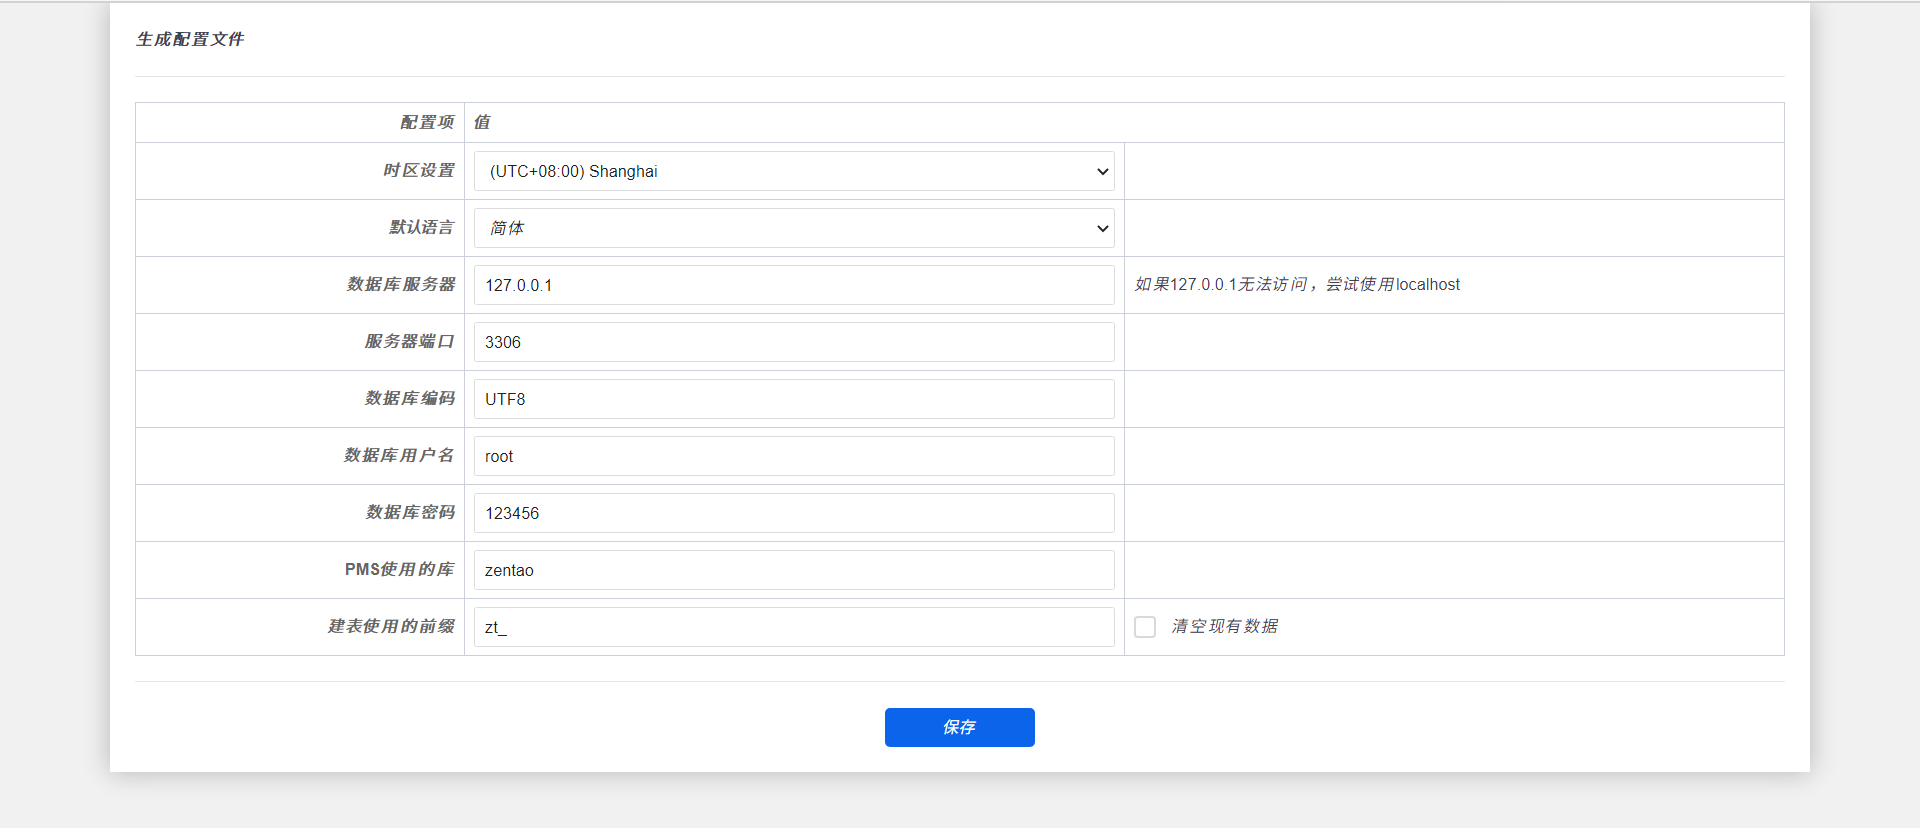 生成配置文件
配置项 值
时区设置 (UTC+08:00) Shanghai
默认语言 简体
数据库服务器 127.0.0.1 如果127.0.0.1无法访问，尝试使用localhost
服务器端口 3306
数据库编码 UTF8
数据库用户名 root
数据库密码 123456
PMS使用的库 zentao
建表使用的前缀 zt_ 清空现有数据
保存